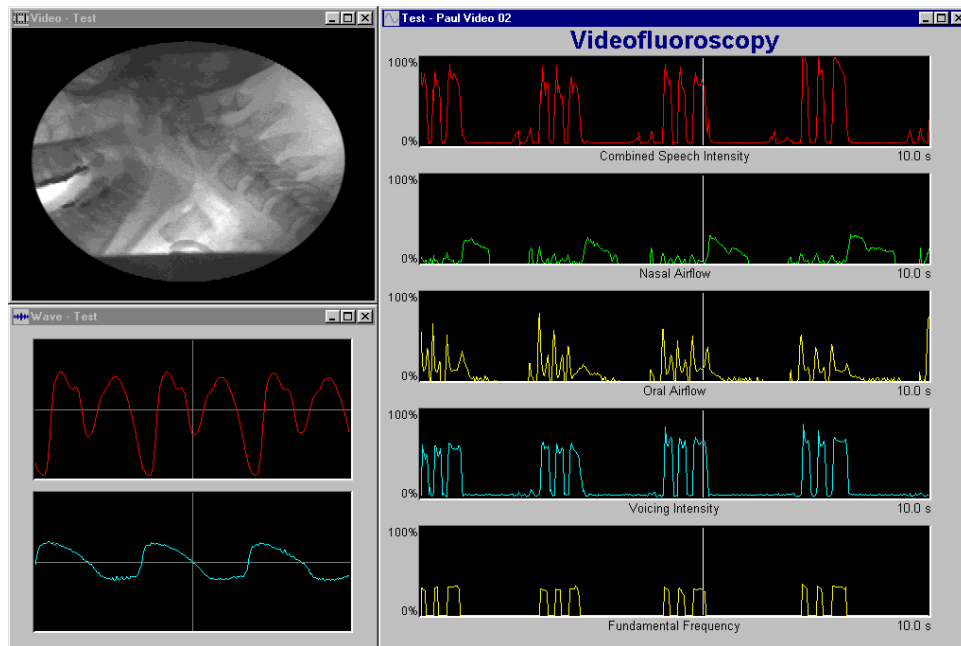 Video - Test
Test - Paul Video 02
Videofluoroscopy
100%
0%
Combined Speech Intensity
10.0 s
100%
0%
Nasal Airflow
10.0 s
100%
0%
Oral Airflow
10.0 s
100%
0%
Voicing Intensity
10.0 s
100%
0%
Fundamental Frequency
10.0 s
Wave - Test